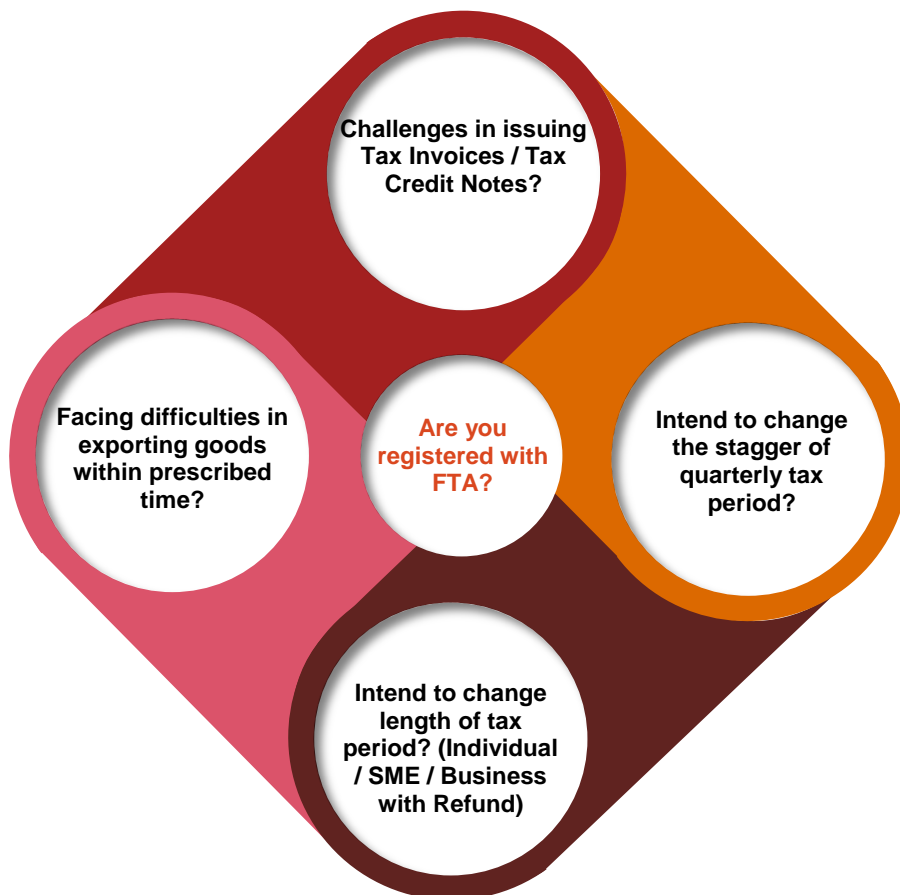 Challenges in issuing
Tax Invoices / Tax
Credit Notes?
Facing difficulties in
exporting goods
within prescribed
time?
Are you
registered with
FTA?
Intend to change
the stagger of
quarterly tax
period?
Intend to change
length of tax
period? (Individual
/ SME / Business
with Refund)